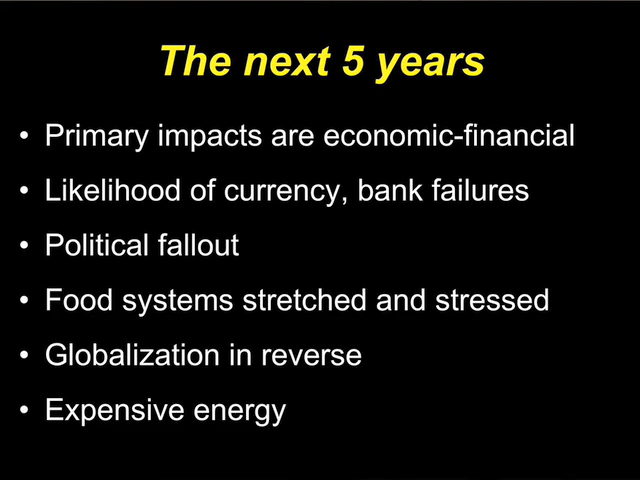 The next 5 years
• Primary impacts are economic-financial
• Likelihood of currency, bank failures
• Political fallout
• Food systems stretched and stressed
• Globalization in reverse
• Expensive energy